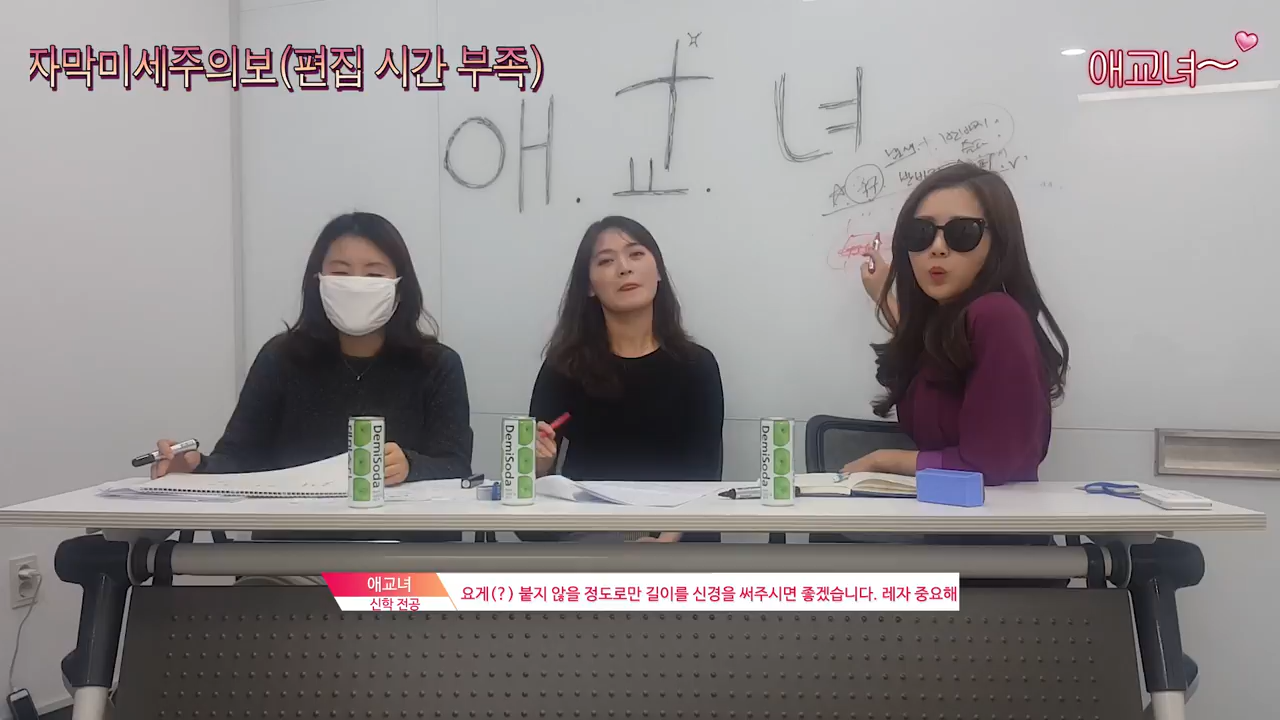 자막미세주의보(편집 시간 부족)
애교녀~
애.교.녀
DemiSoda
DemiSoda
DemiSoda
애교녀
신학 전공
요게(?) 붙지 않을 정도로만 길이를 신경을 써주시면 좋겠습니다. 레자 중요해